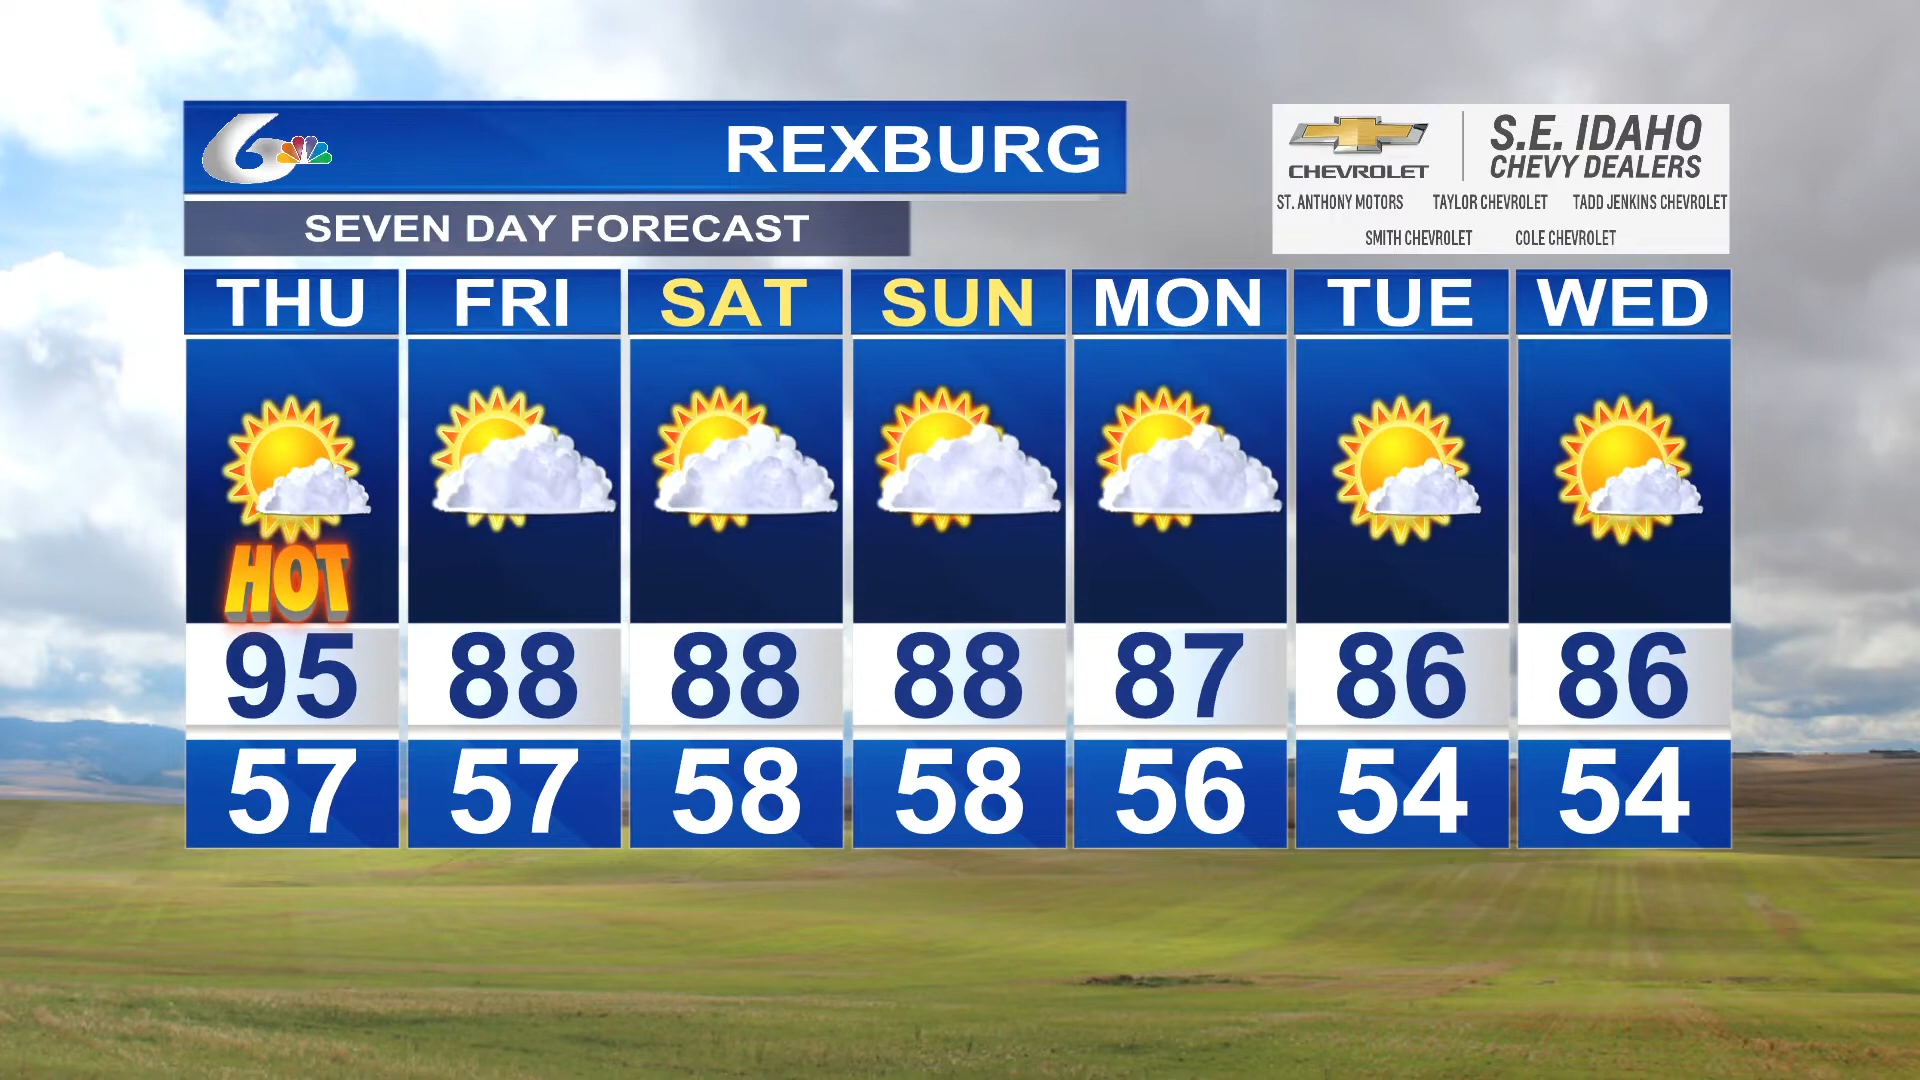 6
REXBURG
SEVEN DAY FORECAST
CHEVROLET
S.E. IDAHO
CHEVY DEALERS
ST. ANTHONY MOTORS TAYLOR CHEVROLET TADD JENKINS CHEVROLET
SMITH CHEVROLET COLE CHEVROLET
THU FRI SAT SUN MON TUE WED
HOT
95 88 88 88 87 86 86
57 57 58 58 56 54 54